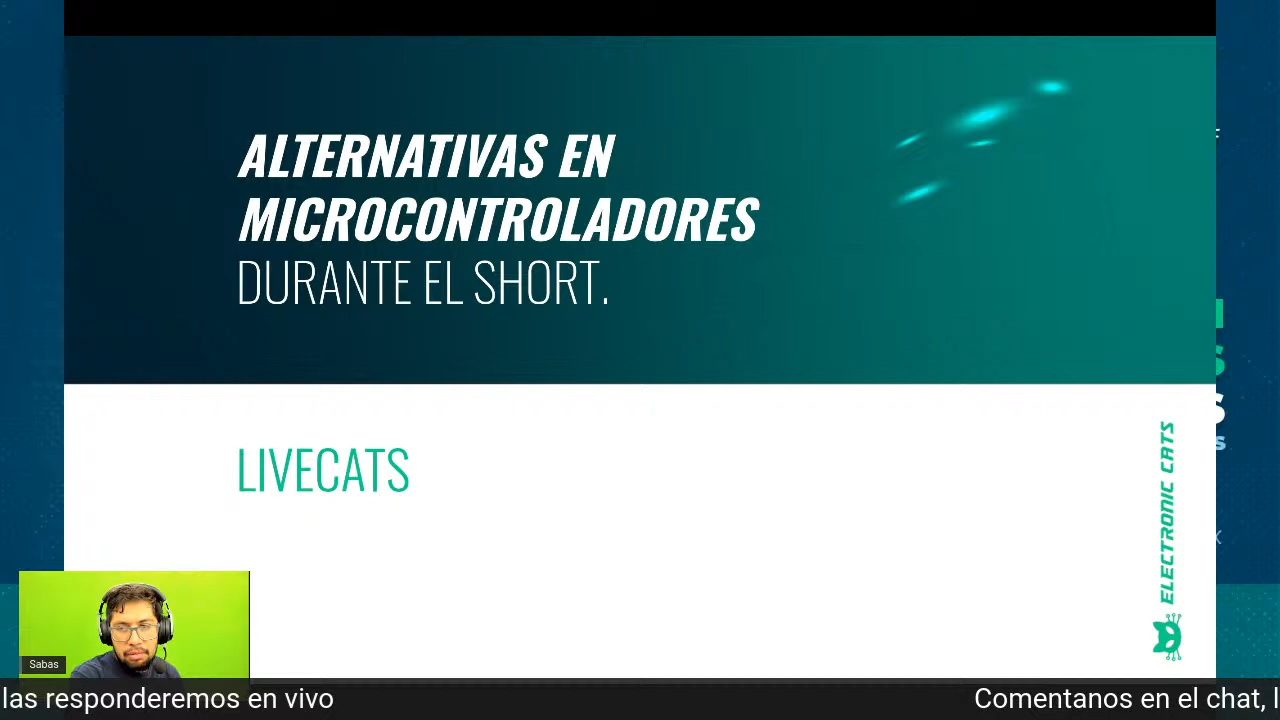 ALTERNATIVAS EN
MICROCONTROLADORES
DURANTE EL SHORT.
LIVECATS
ELECTRONIC CATS
Sabas
las responderemos en vivo
Comentanos en el chat, l